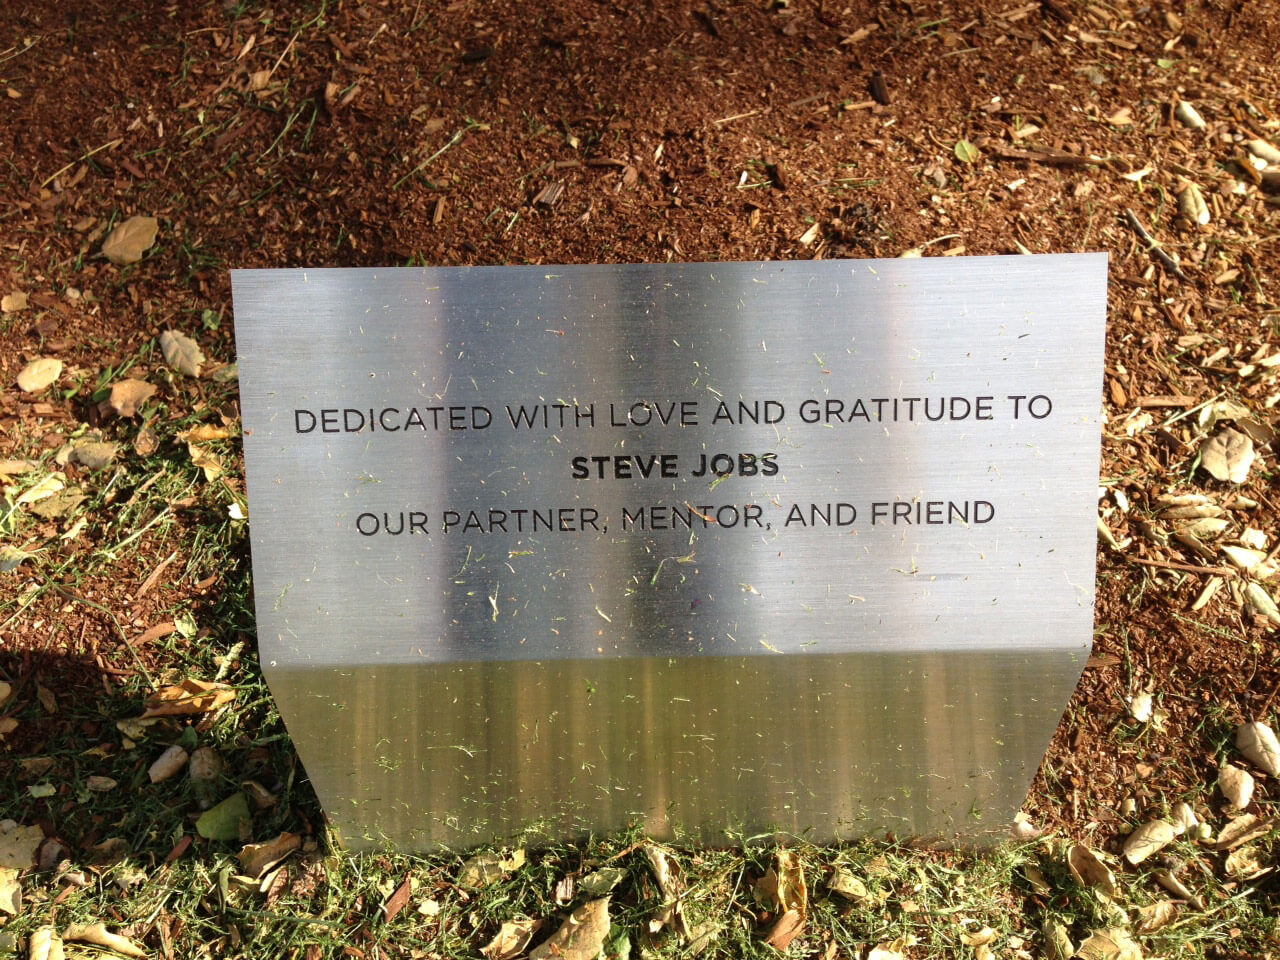 DEDICATED WITH LOVE AND GRATITUDE TO
STEVE JOBS
OUR PARTNER, MENTOR, AND FRIEND